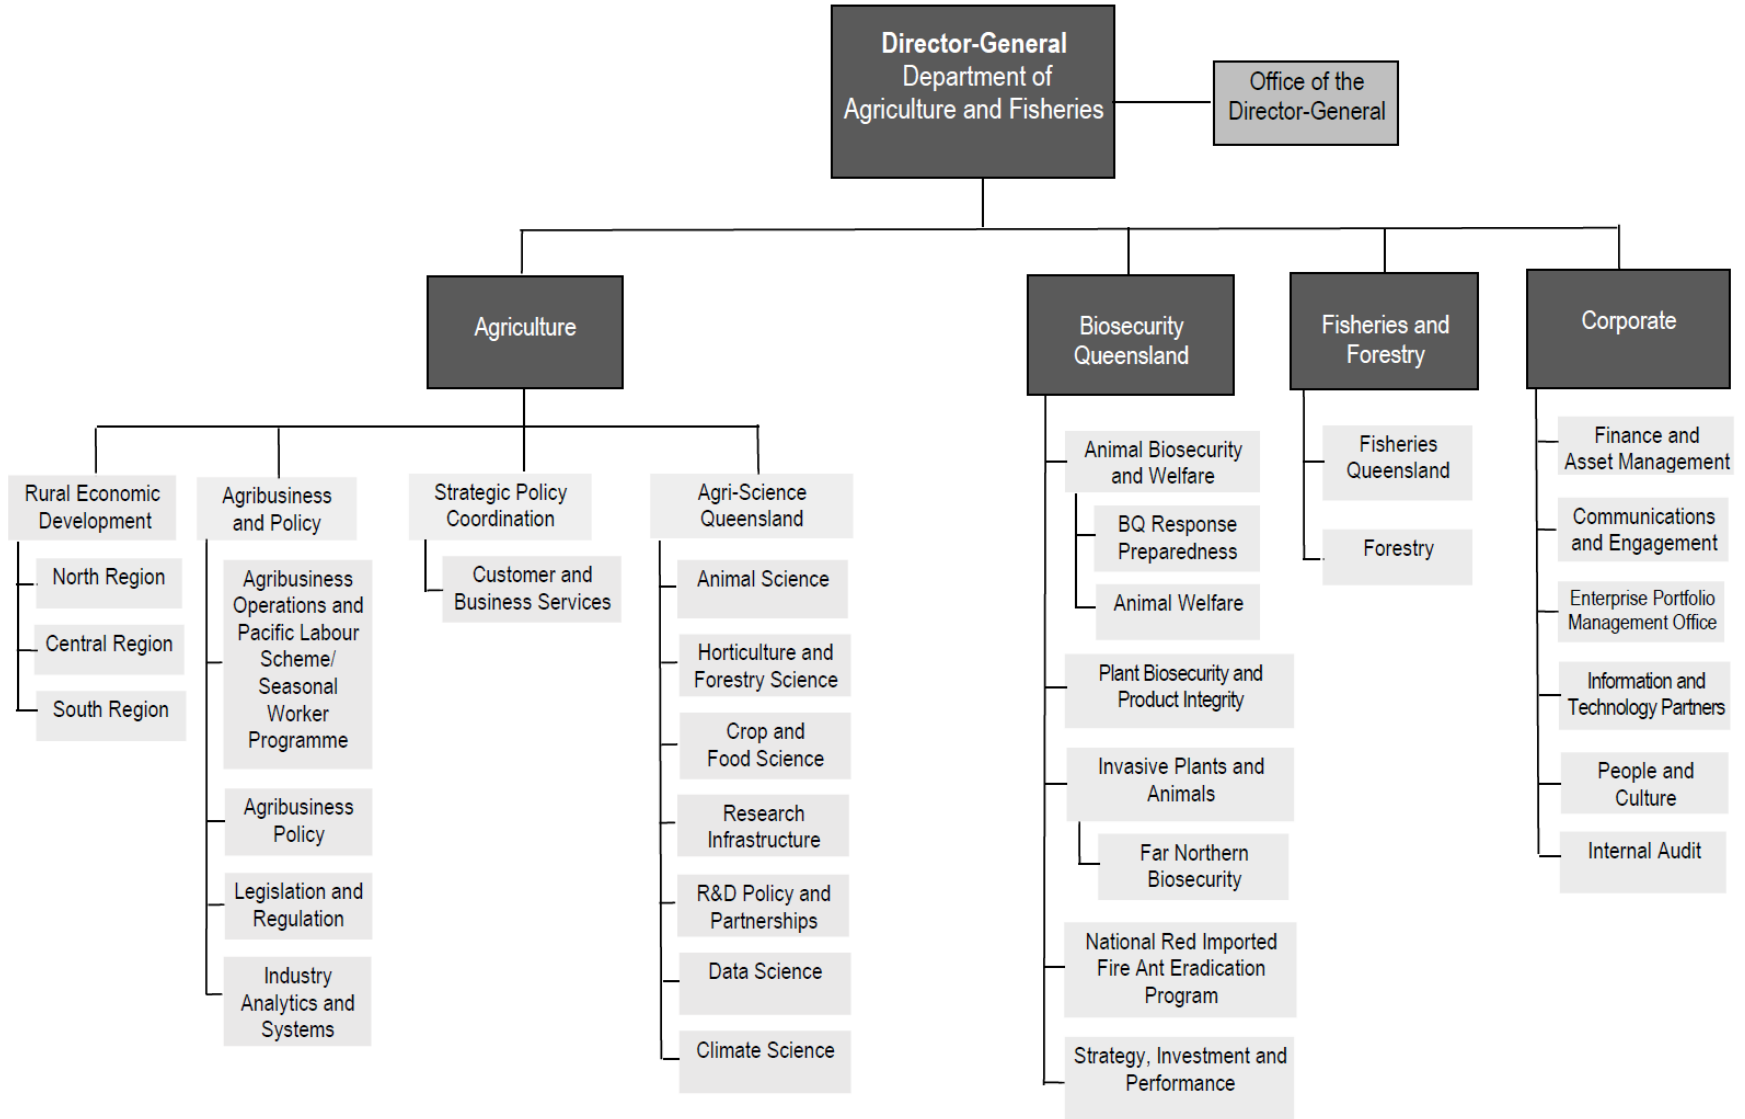 Director-General
Department of
Agriculture and Fisheries
Office of the
Director-General
Agriculture
Rural Economic
Development
North Region
Central Region
South Region
Agribusiness
and Policy
Agribusiness
Operations and
Pacific Labour
Scheme/
Seasonal
Worker
Programme
Agribusiness
Policy
Legislation and
Regulation
Industry
Analytics and
Systems
Strategic Policy
Coordination
Customer and
Business Services
Agri-Science
Queensland
Animal Science
Horticulture and
Forestry Science
Crop and
Food Science
Research
Infrastructure
R&D Policy and
Partnerships
Data Science
Climate Science
Biosecurity
Queensland
Animal Biosecurity
and Welfare
BQ Response
Preparedness
Animal Welfare
Plant Biosecurity and
Product Integrity
Invasive Plants and
Animals
Far Northern
Biosecurity
National Red Imported
Fire Ant Eradication
Program
Strategy, Investment and
Performance
Fisheries and
Forestry
Fisheries
Queensland
Forestry
Corporate
Finance and
Asset Management
Communications
and Engagement
Enterprise Portfolio
Management Office
Information and
Technology Partners
People and
Culture
Internal Audit